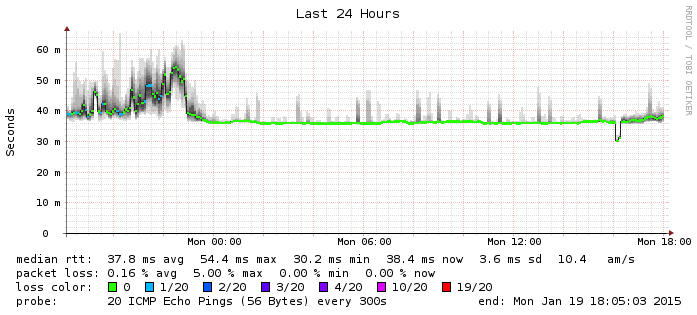 Last 24 Hours
RRDTOOL / TOBI OETIKER
Seconds
60 m
50 m
40 m
30 m
20 m
10 m
0
Mon 00:00 Mon 06:00 Mon 12:00 Mon 18:00
median rtt: 37.8 ms avg 54.4 ms max 30.2 ms min 38.4 ms now 3.6 ms sd 10.4 am/s
packet loss: 0.16 % avg 5.00 % max 0.00 % min 0.00 % now
loss color: 0 1/20 2/20 3/20 4/20 10/20 19/20
probe: 20 ICMP Echo Pings (56 Bytes) every 300s end: Mon Jan 19 18:05:03 2015